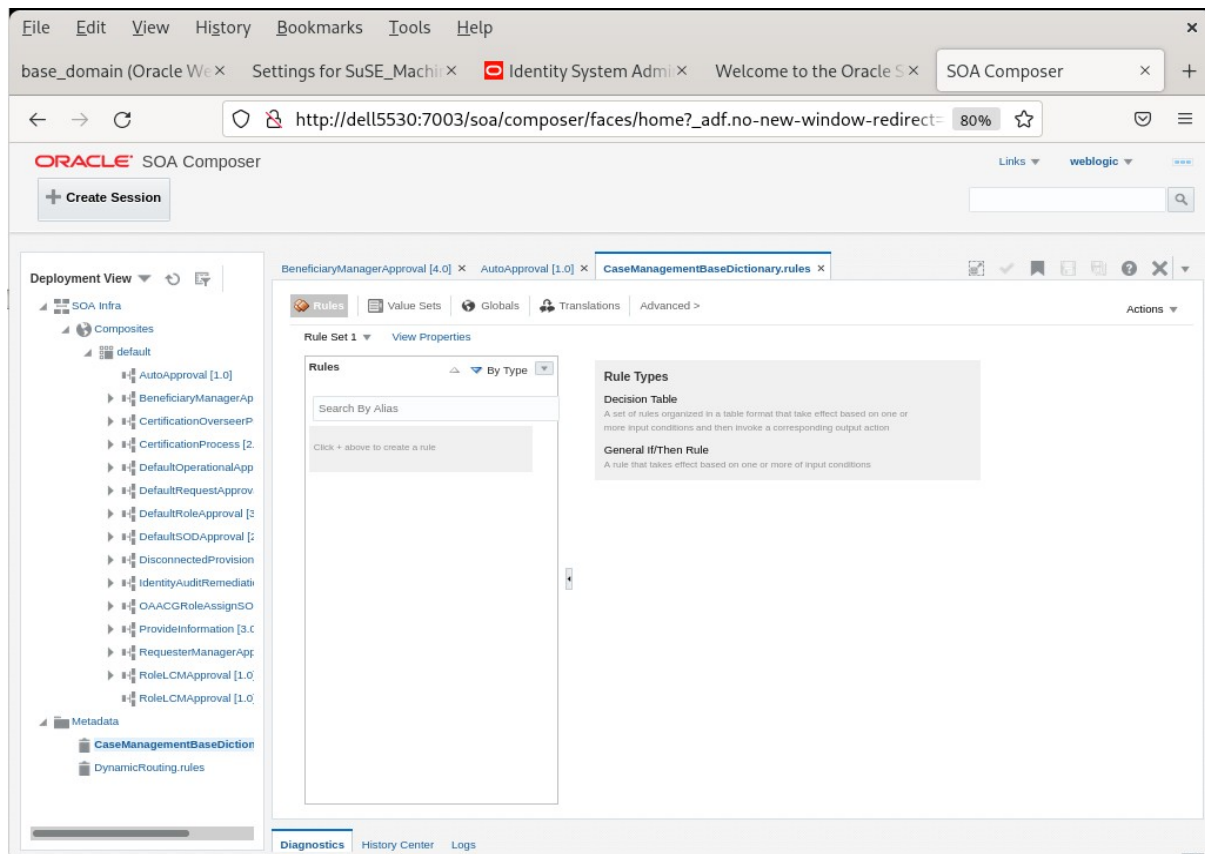 File Edit View History Bookmarks Tools Help
base_domain (Oracle We Settings for SuSE_Machin Identity System Admi Welcome to the Oracle S SOA Composer
http://dell5530:7003/soa/composer/faces/home?_adf.no-new-window-redirect= 80%
ORACLE SOA Composer Links weblogic
Create Session
Deployment View
SOA Infra
Composites
default
AutoApproval [1.0]
BeneficiaryManagerAp
CertificationOverseerP
CertificationProcess [2.
DefaultOperationalApp
DefaultRequestApprov
DefaultRoleApproval [3
DefaultSODApproval [2
DisconnectedProvision
IdentityAuditRemediati
OAACGRoleAssignSO
ProvideInformation [3.0
RequesterManagerApp
RoleLCMApproval [1.0]
RoleLCMApproval [1.0]
Metadata
CaseManagementBaseDiction
DynamicRouting.rules
BeneficiaryManagerApproval [4.0] AutoApproval [1.0] CaseManagementBaseDictionary.rules
Rules Value Sets Globals Translations Advanced > Actions
Rule Set 1 View Properties
Rules By Type
Search By Alias
Click + above to create a rule
Rule Types
Decision Table
A set of rules organized in a table format that take effect based on one or
more input conditions and then invoke a corresponding output action
General If/Then Rule
A rule that takes effect based on one or more of input conditions
Diagnostics History Center Logs